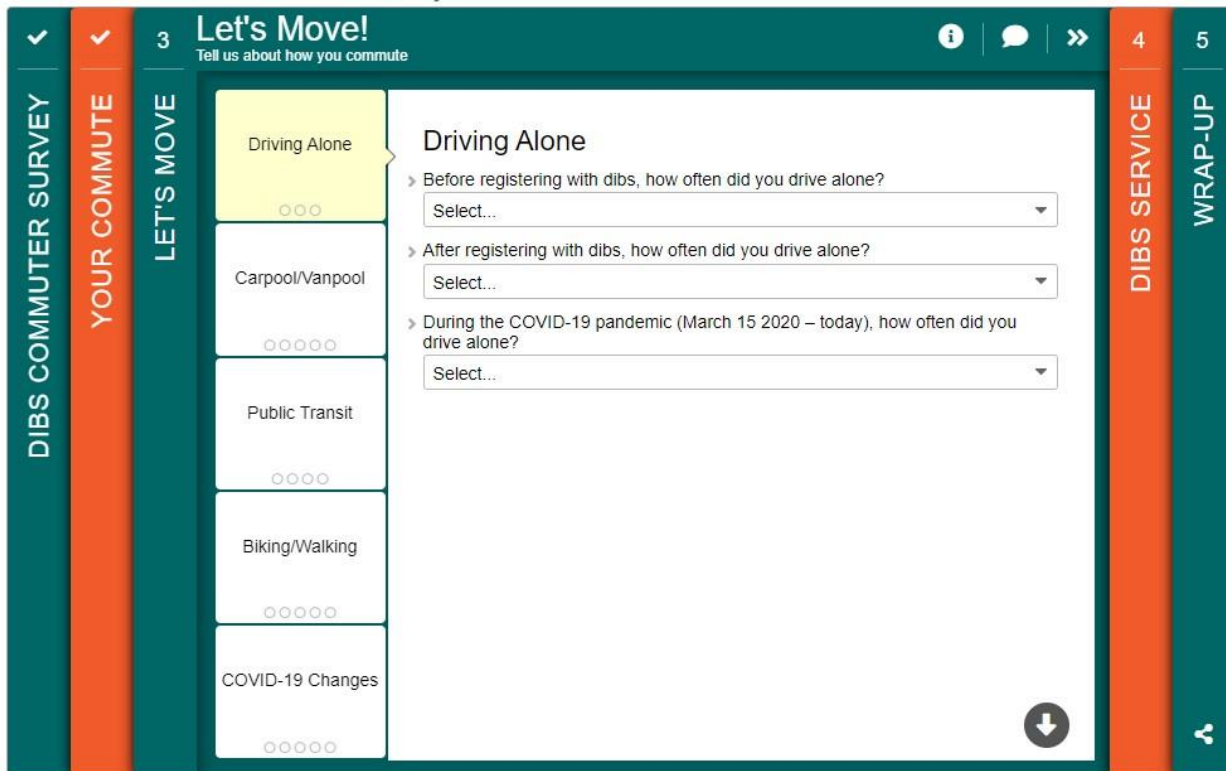 DIBS COMMUTER SURVEY
YOUR COMMUTE
3
LET'S MOVE
Let's Move!
Tell us about how you commute
Driving Alone
Carpool/Vanpool
Public Transit
Biking/Walking
COVID-19 Changes
Driving Alone
Before registering with dibs, how often did you drive alone?
Select...
After registering with dibs, how often did you drive alone?
Select...
During the COVID-19 pandemic (March 15 2020 – today), how often did you
drive alone?
Select...
4
DIBS SERVICE
5
WRAP-UP